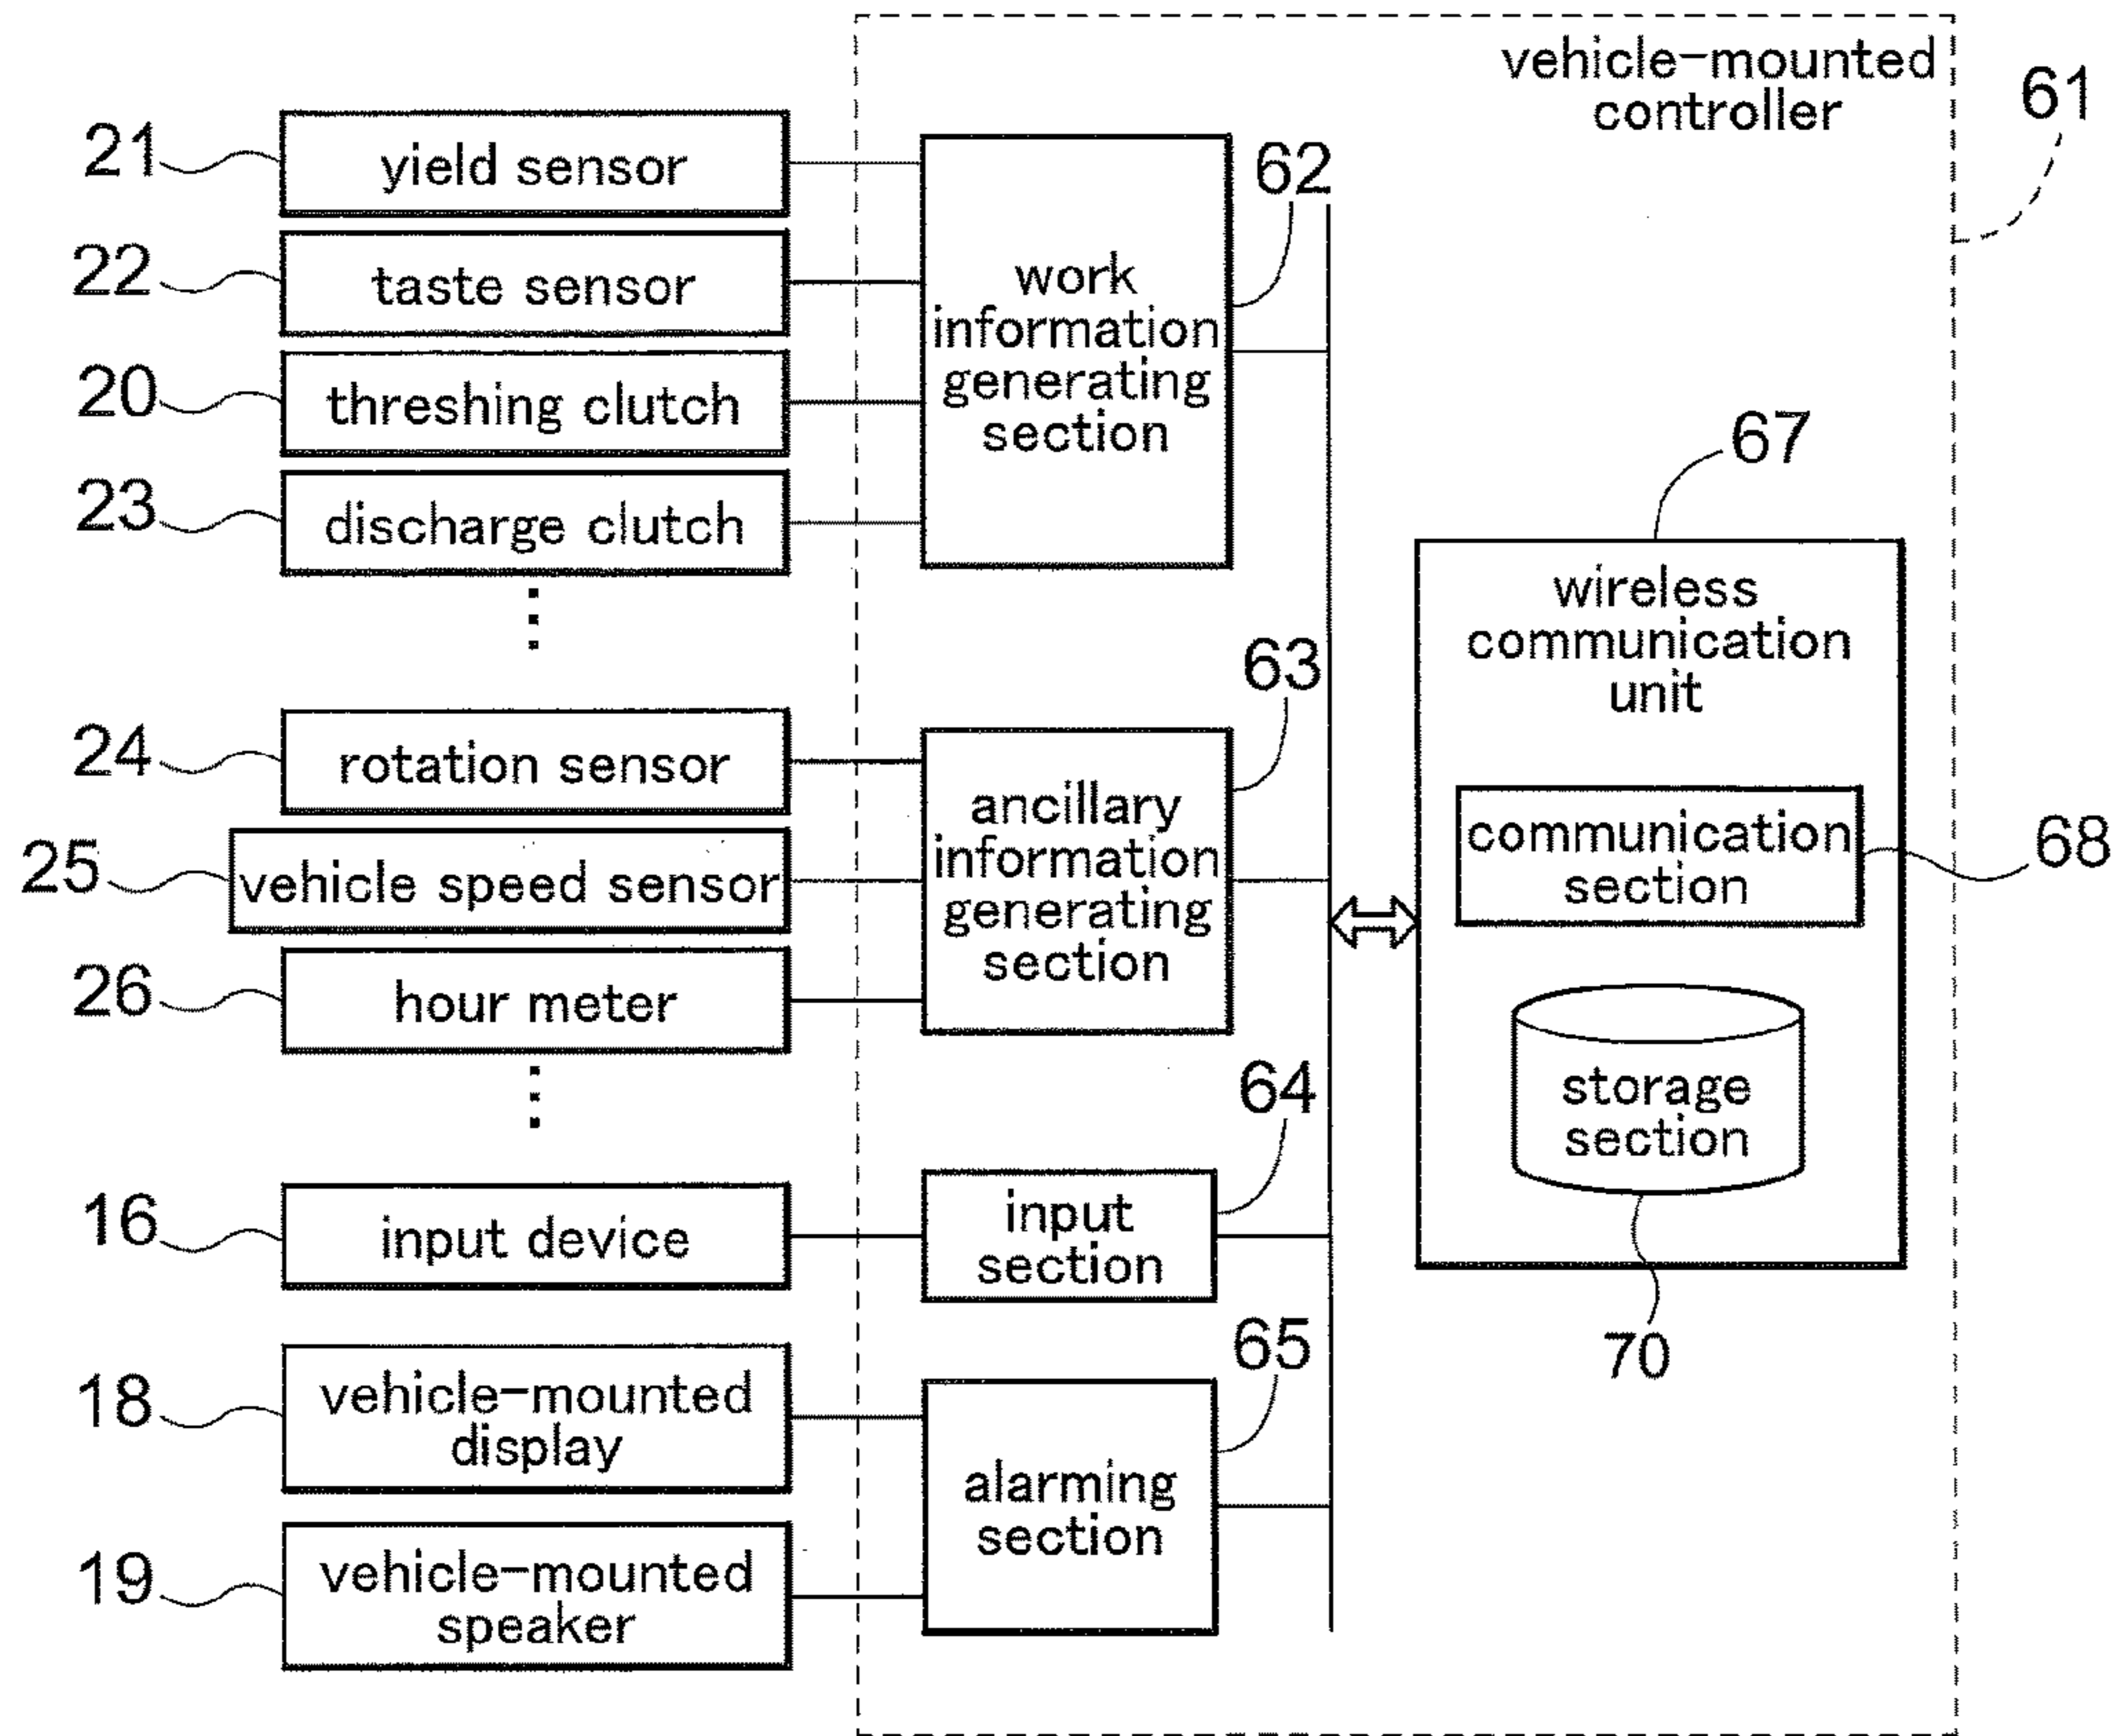 vehicle-mounted
controller
61
21
yield sensor
22
taste sensor
20
threshing clutch
23
discharge clutch
62
work
information
generating
section
24
rotation sensor
25
vehicle speed sensor
26
hour meter
63
ancillary
information
generating
section
16
input device
64
input
section
18
vehicle-mounted
display
19
vehicle-mounted
speaker
65
alarming
section
67
wireless
communication
unit
communication
section
68
storage
section
70